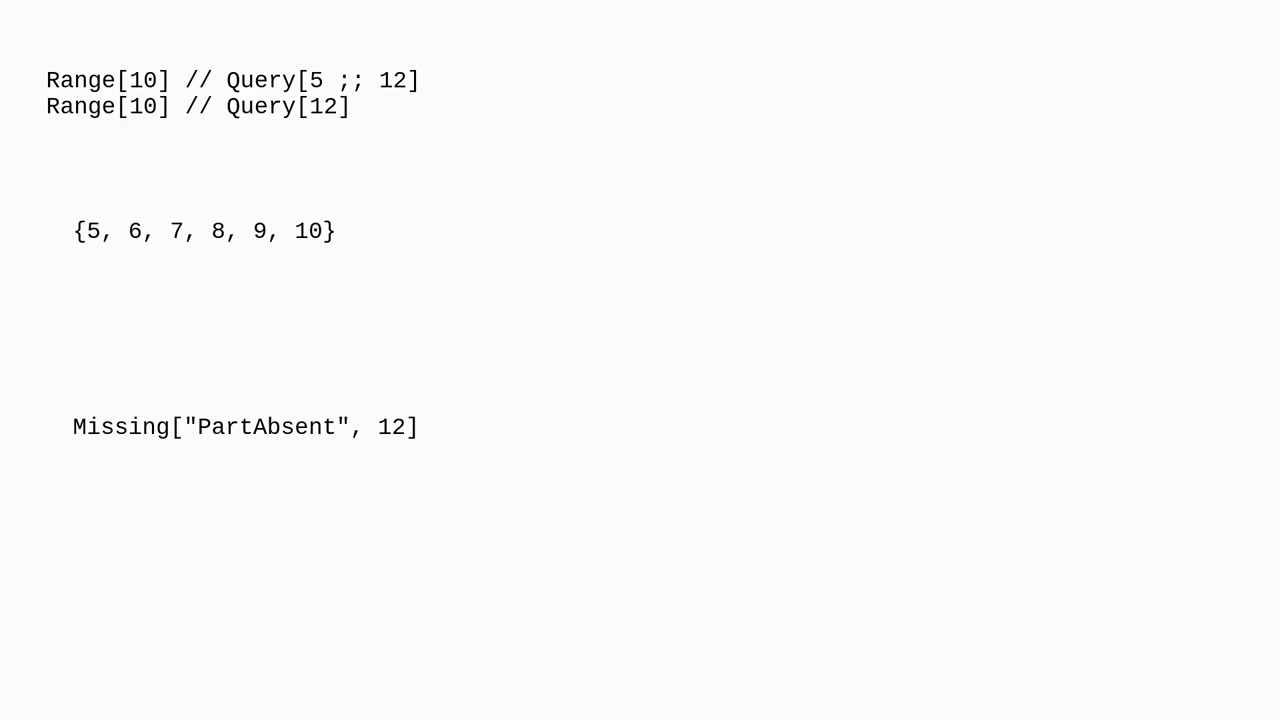 Range[10] // Query[5 ;; 12]
Range[10] // Query[12]
{5, 6, 7, 8, 9, 10}
Missing["PartAbsent", 12]